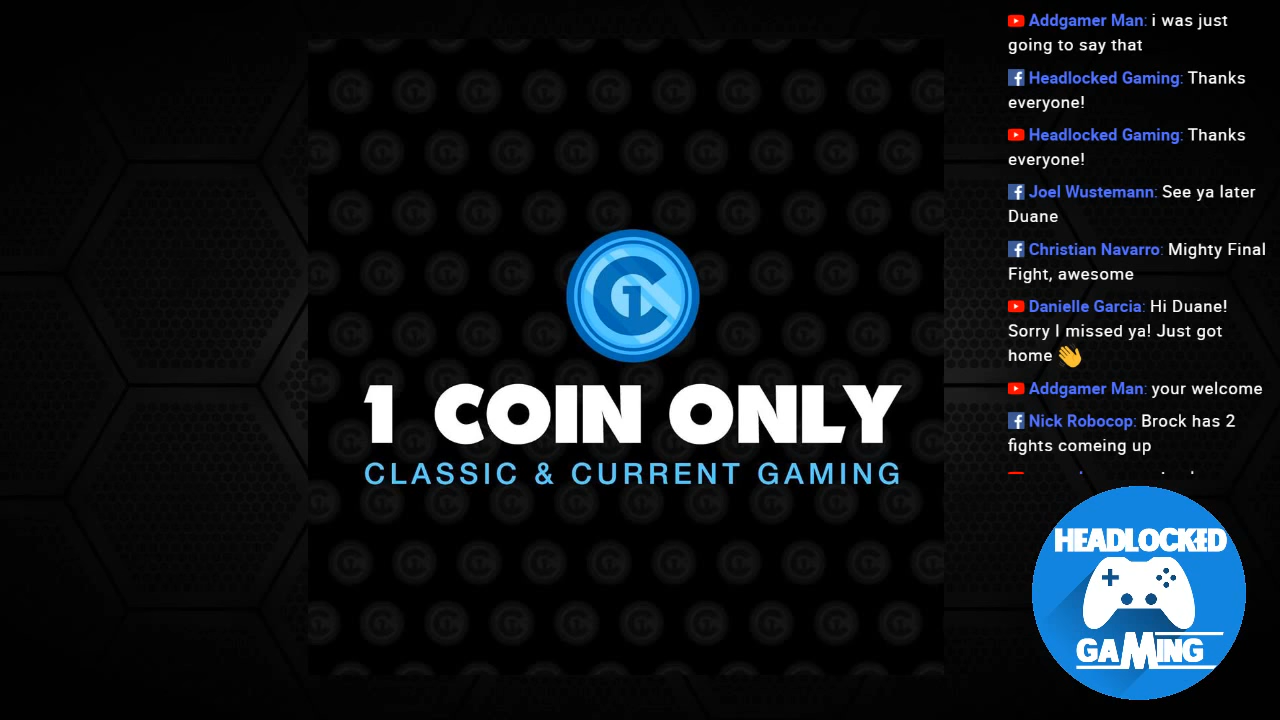 1 COIN ONLY
CLASSIC & CURRENT GAMING
Addgamer Man: i was just
going to say that
Headlocked Gaming: Thanks
everyone!
Headlocked Gaming: Thanks
everyone!
Joel Wustemann: See ya later
Duane
Christian Navarro: Mighty Final
Fight, awesome
Danielle Garcia: Hi Duane!
Sorry I missed ya! Just got
home 👋
Addgamer Man: your welcome
Nick Robocop: Brock has 2
fights comeing up
HEADLOCKED
GAMING